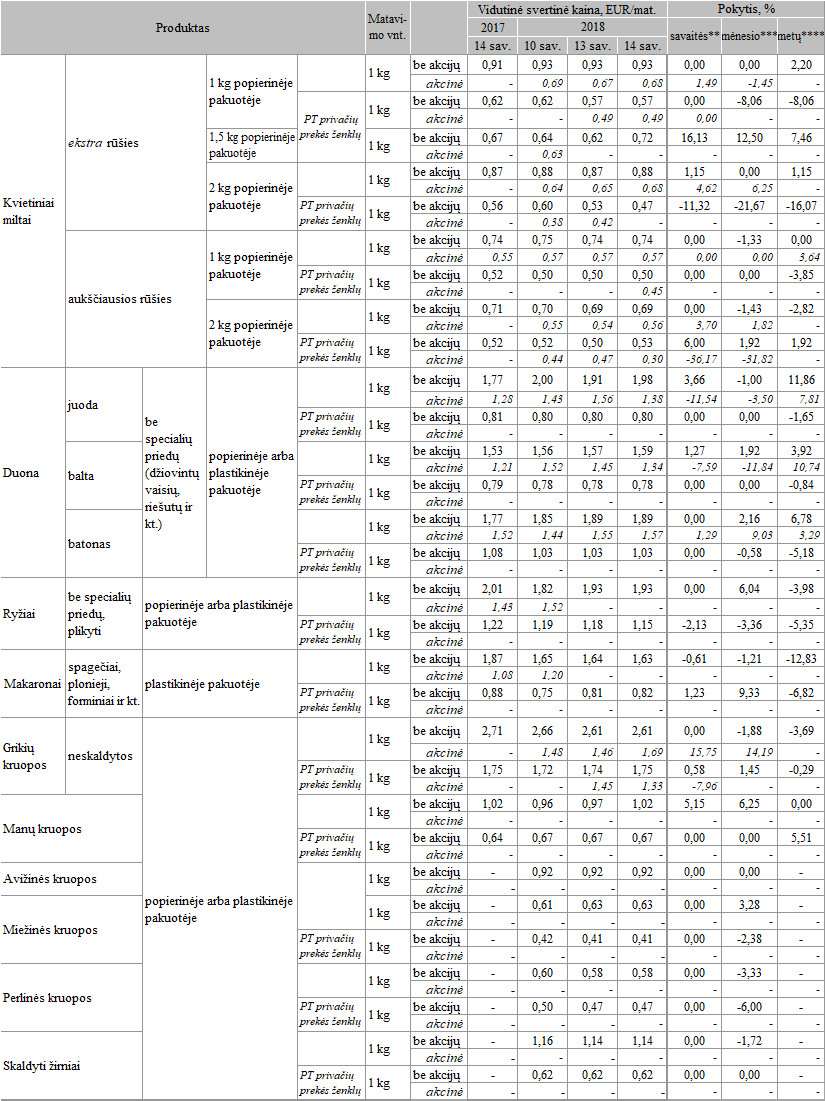 Produktas Matavi- Vidutinė svertinė kaina, EUR/mat. Pokytis, %
mo vnt. 2017 2018 savaitės** mėnesio*** metų****
14 sav. 10 sav. 13 sav. 14 sav.
Kvietiniai miltai
ekstra rūšies
1 kg popierinėje pakuotėje
1 kg be akcijų 0,91 0,93 0,93 0,93 0,00 0,00 2,20
akcinė - 0,69 0,67 0,68 1,49 -1,45 -
PT privačių prekės ženklų
1 kg be akcijų 0,62 0,62 0,57 0,57 0,00 -8,06 -8,06
akcinė - - 0,49 0,49 0,00 - -
1,5 kg popierinėje pakuotėje
1 kg be akcijų 0,67 0,64 0,62 0,72 16,13 12,50 7,46
akcinė - 0,63 - - - - -
2 kg popierinėje pakuotėje
1 kg be akcijų 0,87 0,88 0,87 0,88 1,15 0,00 1,15
akcinė - 0,64 0,65 0,68 4,62 6,25 -
PT privačių prekės ženklų
1 kg be akcijų 0,56 0,60 0,53 0,47 -11,32 -21,67 -16,07
akcinė - 0,38 0,42 - - - -
aukščiausios rūšies
1 kg popierinėje pakuotėje
1 kg be akcijų 0,74 0,75 0,74 0,74 0,00 -1,33 0,00
akcinė 0,55 0,57 0,57 0,57 0,00 0,00 3,64
PT privačių prekės ženklų
1 kg be akcijų 0,52 0,50 0,50 0,50 0,00 0,00 -3,85
akcinė - - - 0,45 - - -
2 kg popierinėje pakuotėje
1 kg be akcijų 0,71 0,70 0,69 0,69 0,00 -1,43 -2,82
akcinė - 0,55 0,54 0,56 3,70 1,82 -
PT privačių prekės ženklų
1 kg be akcijų 0,52 0,52 0,50 0,53 6,00 1,92 1,92
akcinė - 0,44 0,47 0,30 -36,17 -31,82 -
Duona
be specialių priedų (džiovintų vaisių, riešutų ir kt.)
popierinėje arba plastikinėje pakuotėje
juoda
1 kg be akcijų 1,77 2,00 1,91 1,98 3,66 -1,00 11,86
akcinė 1,28 1,43 1,56 1,38 -11,54 -3,50 7,81
PT privačių prekės ženklų
1 kg be akcijų 0,81 0,80 0,80 0,80 0,00 0,00 -1,65
akcinė - - - - - - -
balta
1 kg be akcijų 1,53 1,56 1,57 1,59 1,27 1,92 3,92
akcinė 1,21 1,52 1,45 1,34 -7,59 -11,84 10,74
PT privačių prekės ženklų
1 kg be akcijų 0,79 0,78 0,78 0,78 0,00 0,00 -0,84
akcinė - - - - - - -
batonas
1 kg be akcijų 1,77 1,85 1,89 1,89 0,00 2,16 6,78
akcinė 1,52 1,44 1,55 1,57 1,29 9,03 3,29
PT privačių prekės ženklų
1 kg be akcijų 1,08 1,03 1,03 1,03 0,00 -0,58 -5,18
akcinė - - - - - - -
Ryžiai
be specialių priedų, plikyti
popierinėje arba plastikinėje pakuotėje
1 kg be akcijų 2,01 1,82 1,93 1,93 0,00 6,04 -3,98
akcinė 1,43 1,52 - - - - -
PT privačių prekės ženklų
1 kg be akcijų 1,22 1,19 1,18 1,15 -2,13 -3,36 -5,35
akcinė - - - - - - -
Makaronai
spagečiai, plonieji, forminiai ir kt.
plastikinėje pakuotėje
1 kg be akcijų 1,87 1,65 1,64 1,63 -0,61 -1,21 -12,83
akcinė 1,08 1,20 - - - - -
PT privačių prekės ženklų
1 kg be akcijų 0,88 0,75 0,81 0,82 1,23 9,33 -6,82
akcinė - - - - - - -
Grikių kruopos
neskaldytos
popierinėje arba plastikinėje pakuotėje
1 kg be akcijų 2,71 2,66 2,61 2,61 0,00 -1,88 -3,69
akcinė - 1,48 1,46 1,69 15,75 14,19 -
PT privačių prekės ženklų
1 kg be akcijų 1,75 1,72 1,74 1,75 0,58 1,45 -0,29
akcinė - - 1,45 1,33 -7,96 - -
Manų kruopos
1 kg be akcijų 1,02 0,96 0,97 1,02 5,15 6,25 0,00
akcinė - - - - - - -
PT privačių prekės ženklų
1 kg be akcijų 0,64 0,67 0,67 0,67 0,00 0,00 5,51
akcinė - - - - - - -
Avižinės kruopos
1 kg be akcijų - 0,92 0,92 0,92 0,00 0,00 -
akcinė - - - - - - -
Miežinės kruopos
1 kg be akcijų - 0,61 0,63 0,63 0,00 3,28 -
akcinė - - - - - - -
PT privačių prekės ženklų
1 kg be akcijų - 0,42 0,41 0,41 0,00 -2,38 -
akcinė - - - - - - -
Perlinės kruopos
1 kg be akcijų - 0,60 0,58 0,58 0,00 -3,33 -
akcinė - - - - - - -
PT privačių prekės ženklų
1 kg be akcijų - 0,50 0,47 0,47 0,00 -6,00 -
akcinė - - - - - - -
Skaldyti žirniai
1 kg be akcijų - 1,16 1,14 1,14 0,00 -1,72 -
akcinė - - - - - - -
PT privačių prekės ženklų
1 kg be akcijų - 0,62 0,62 0,62 0,00 0,00 -
akcinė - - - - - - -